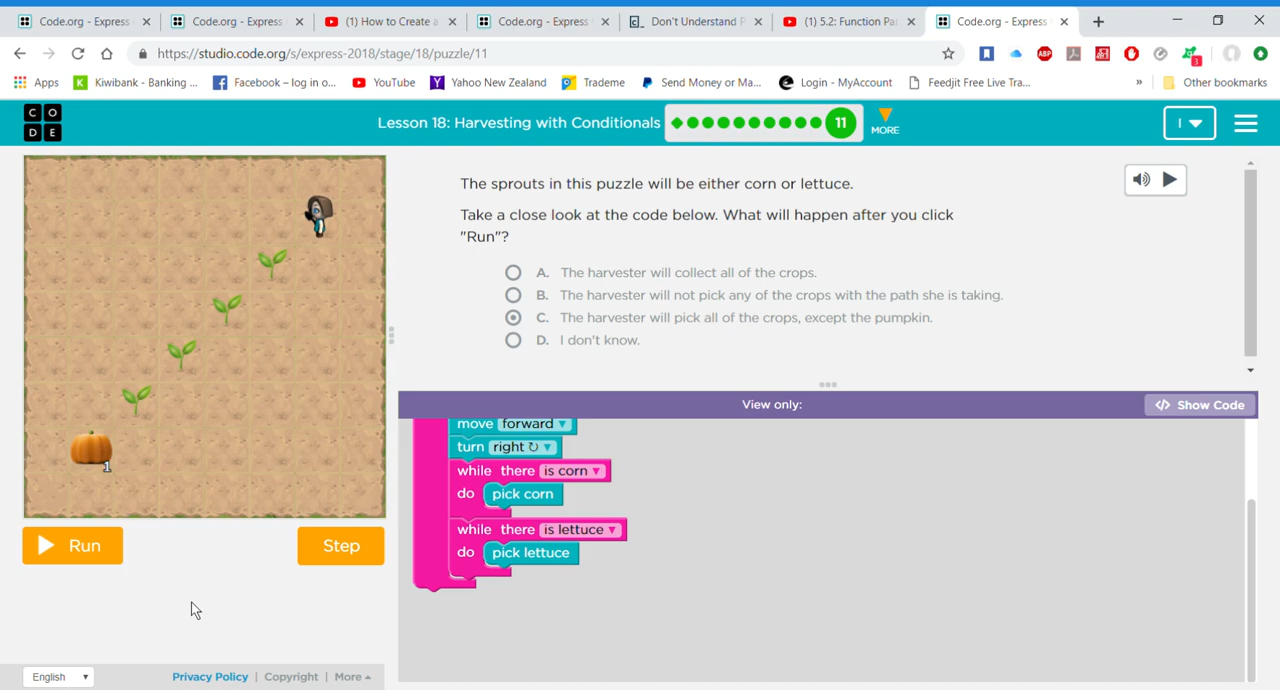 Code.org - Express
Code.org - Express
(1) How to Create a
Code.org - Express
Don't Understand P
(1) 5.2: Function Pa
Code.org - Express
https://studio.code.org/s/express-2018/stage/18/puzzle/11
ABP
3
Apps
Kiwibank - Banking ...
Facebook – log in o...
YouTube
Yahoo New Zealand
Trademe
Send Money or Ma...
Login - MyAccount
Feedjit Free Live Tra...
»
Other bookmarks
C O
D E
Lesson 18: Harvesting with Conditionals
11
MORE
I
The sprouts in this puzzle will be either corn or lettuce.
Take a close look at the code below. What will happen after you click
"Run"?
A. The harvester will collect all of the crops.
B. The harvester will not pick any of the crops with the path she is taking.
C. The harvester will pick all of the crops, except the pumpkin.
D. I don't know.
View only:
</> Show Code
move forward
turn right ↻
while there is corn
do pick corn
while there is lettuce
do pick lettuce
1
Run
Step
English
Privacy Policy | Copyright | More